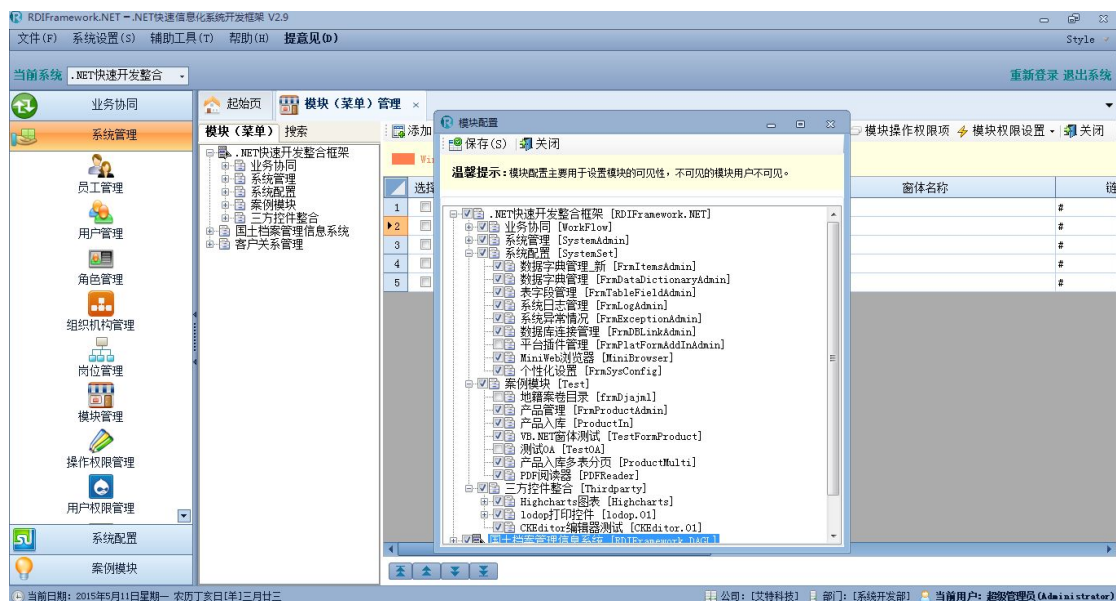 RDIFramework.NET - .NET快速信息化系统开发框架 V2.9
文件(F) 系统设置(S) 辅助工具(T) 帮助(H) 提意见(D)
Style
当前系统 .NET快速开发整合
重新登录 退出系统
业务协同
系统管理
员工管理
用户管理
角色管理
组织机构管理
岗位管理
模块管理
操作权限管理
用户权限管理
系统配置
案例模块
起始页 模块(菜单)管理
模块(菜单) 搜索
.NET快速开发整合框架
业务协同
系统管理
系统配置
案例模块
三方控件整合
国土档案管理信息系统
客户关系管理
添加
模块操作权限项 模块权限设置 关闭
Win
选择
窗体名称
链
1 #
2 #
3 #
4 #
5 #
模块配置
保存(S) 关闭
温馨提示:模块配置主要用于设置模块的可见性,不可见的模块用户不可见。
.NET快速开发整合框架 [RDIFramework.NET]
业务协同 [WorkFlow]
系统管理 [SystemAdmin]
系统配置 [SystemSet]
数据字典管理_新 [FrmItemsAdmin]
数据字典管理 [FrmDataDictionaryAdmin]
表字段管理 [FrmTableFieldAdmin]
系统日志管理 [FrmLogAdmin]
系统异常情况 [FrmExceptionAdmin]
数据库连接管理 [FrmDBLinkAdmin]
平台插件管理 [FrmPlatFormAddInAdmin]
MiniWeb浏览器 [MiniBrowser]
个性化设置 [FrmSysConfig]
案例模块 [Test]
地籍案卷目录 [frmDjajml]
产品管理 [FrmProductAdmin]
产品入库 [ProductIn]
VB.NET窗体测试 [TestFormProduct]
测试OA [TestOA]
产品入库多表分页 [ProductMulti]
PDF阅读器 [PDFReader]
三方控件整合 [Thirdparty]
Highcharts图表 [Highcharts]
lodop打印控件 [lodop.01]
CKEditor编辑器测试 [CKEditor.01]
国土档案管理信息系统 [RDIFramework.DAGL]
当前日期: 2015年5月11日星期一 农历丁亥日[羊]三月廿三
公司: [艾特科技] 部门: [系统开发部] 当前用户: 超级管理员(Administrator)